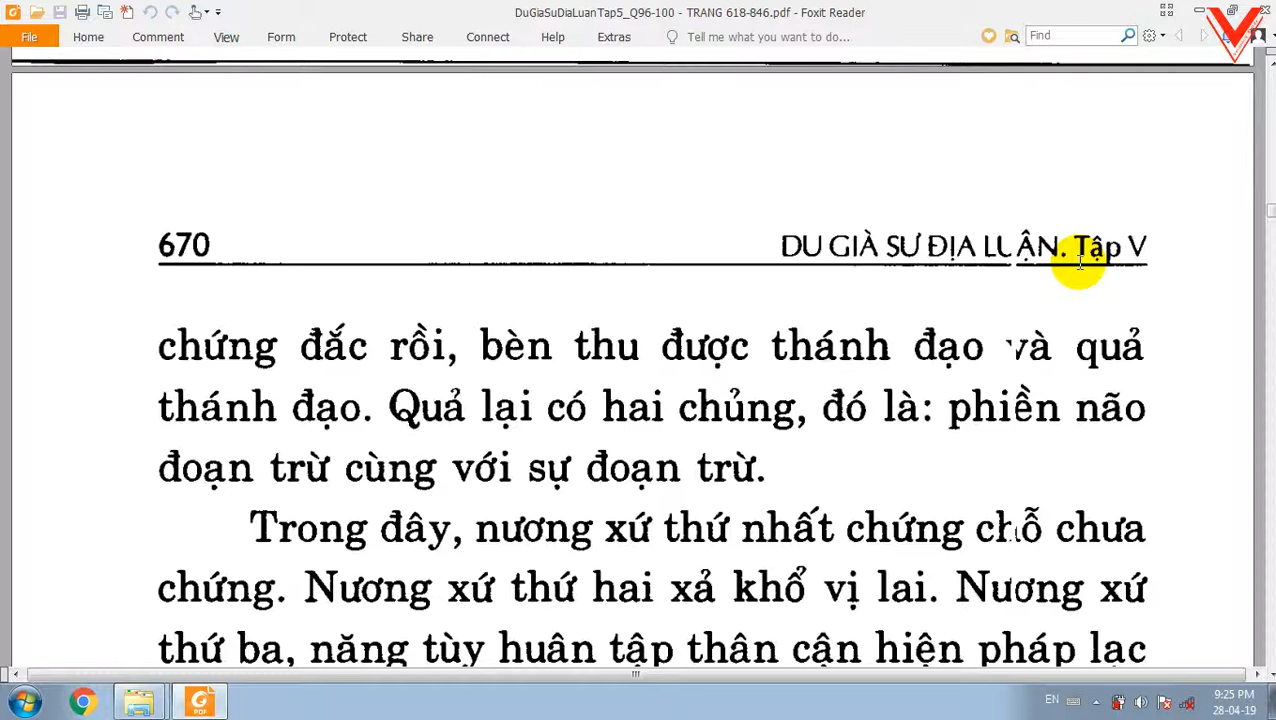 DuGiaSuDiaLuanTap5_Q96-100 - TRANG 618-846.pdf - Foxit Reader
File Home Comment View Form Protect Share Connect Help Extras Tell me what you want to do... Find
670 DU GIÀ SƯ ĐỊA LUẬN. Tập V
chứng đắc rồi, bèn thu được thánh đạo và quả
thánh đạo. Quả lại có hai chủng, đó là: phiền não
đoạn trừ cùng với sự đoạn trừ.
Trong đây, nương xứ thứ nhất chứng chỗ chưa
chứng. Nương xứ thứ hai xả khổ vị lai. Nương xứ
thứ ba, năng tùy huân tập thân cận hiện pháp lạc
PDF EN 9:25 PM
28-04-19